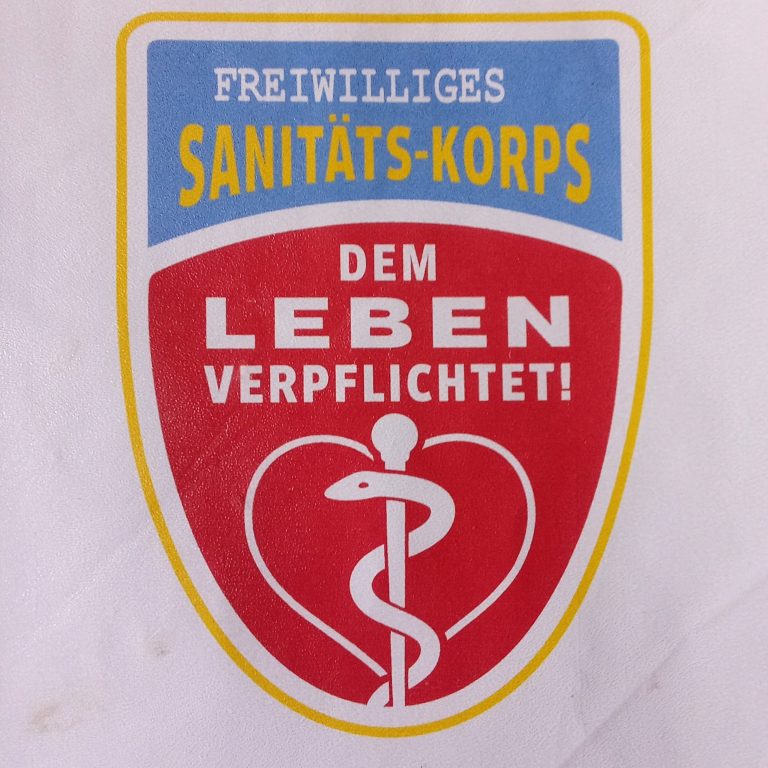 FREIWILLIGES
SANITÄTS-KORPS
DEM
LEBEN
VERPFLICHTET!